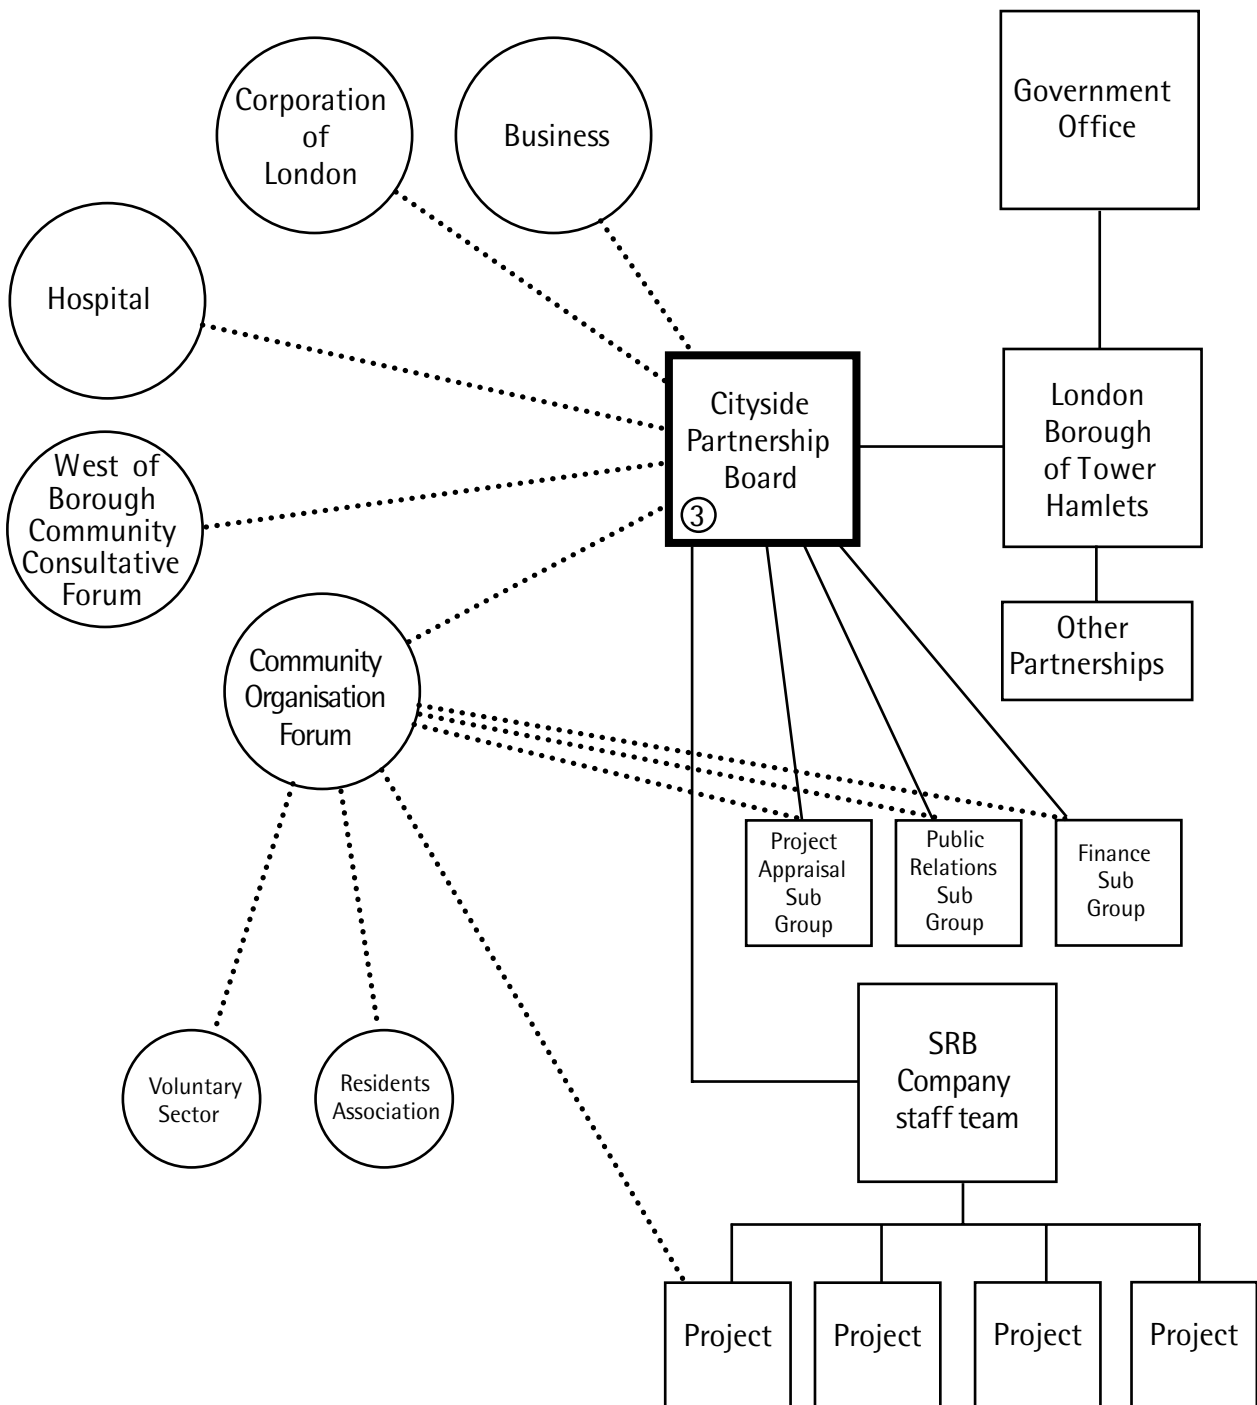 Corporation
of
London
Business
Government
Office
Hospital
Cityside
Partnership
Board
3
London
Borough
of Tower
Hamlets
West of
Borough
Community
Consultative
Forum
Other
Partnerships
Community
Organisation
Forum
Project
Appraisal
Sub
Group
Public
Relations
Sub
Group
Finance
Sub
Group
Voluntary
Sector
Residents
Association
SRB
Company
staff team
Project
Project
Project
Project